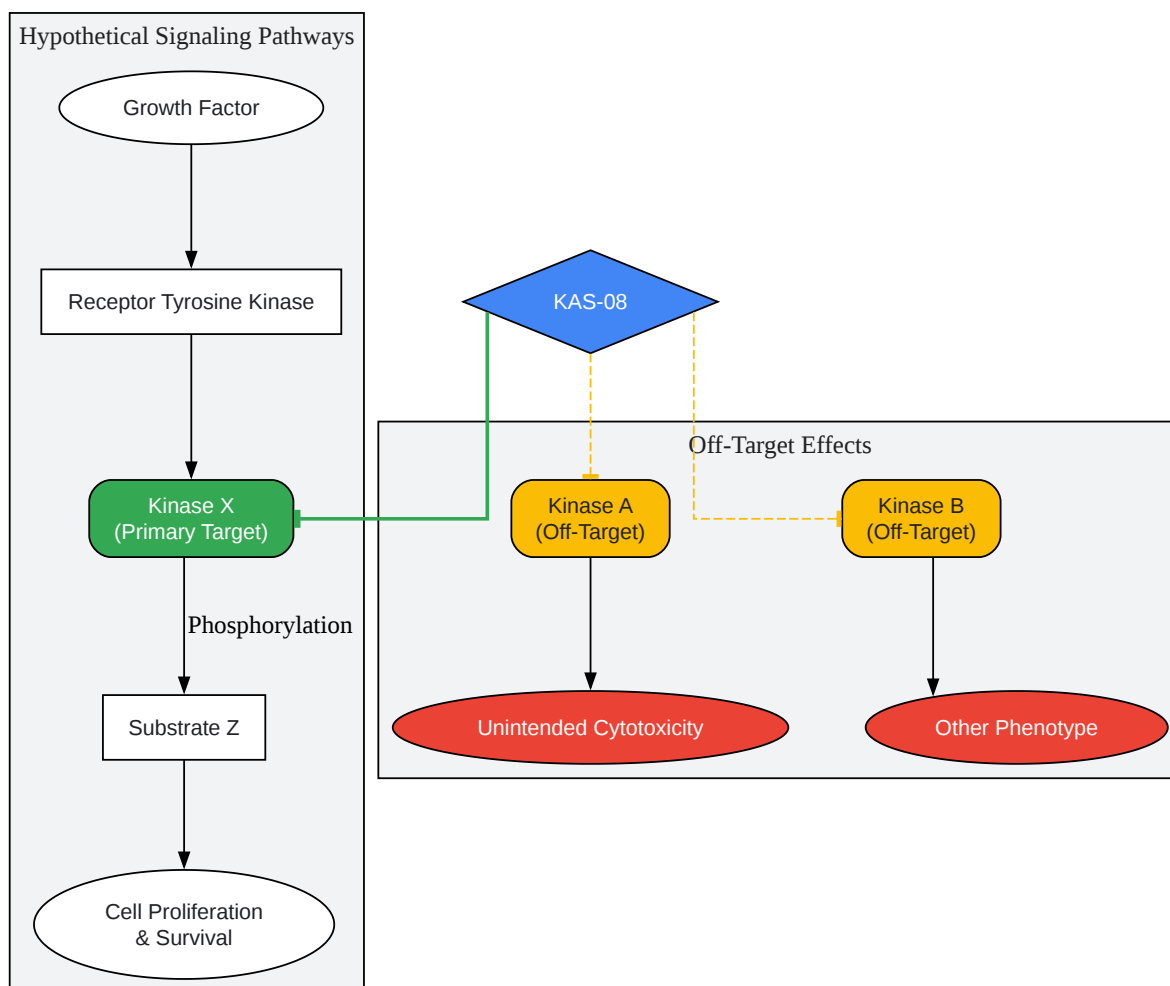 Hypothetical Signaling Pathways
Growth Factor
Receptor Tyrosine Kinase
KAS-08
Off-Target Effects
Kinase X
(Primary Target)
Kinase A
(Off-Target)
Kinase B
(Off-Target)
Phosphorylation
Substrate Z
Unintended Cytotoxicity
Other Phenotype
Cell Proliferation
& Survival